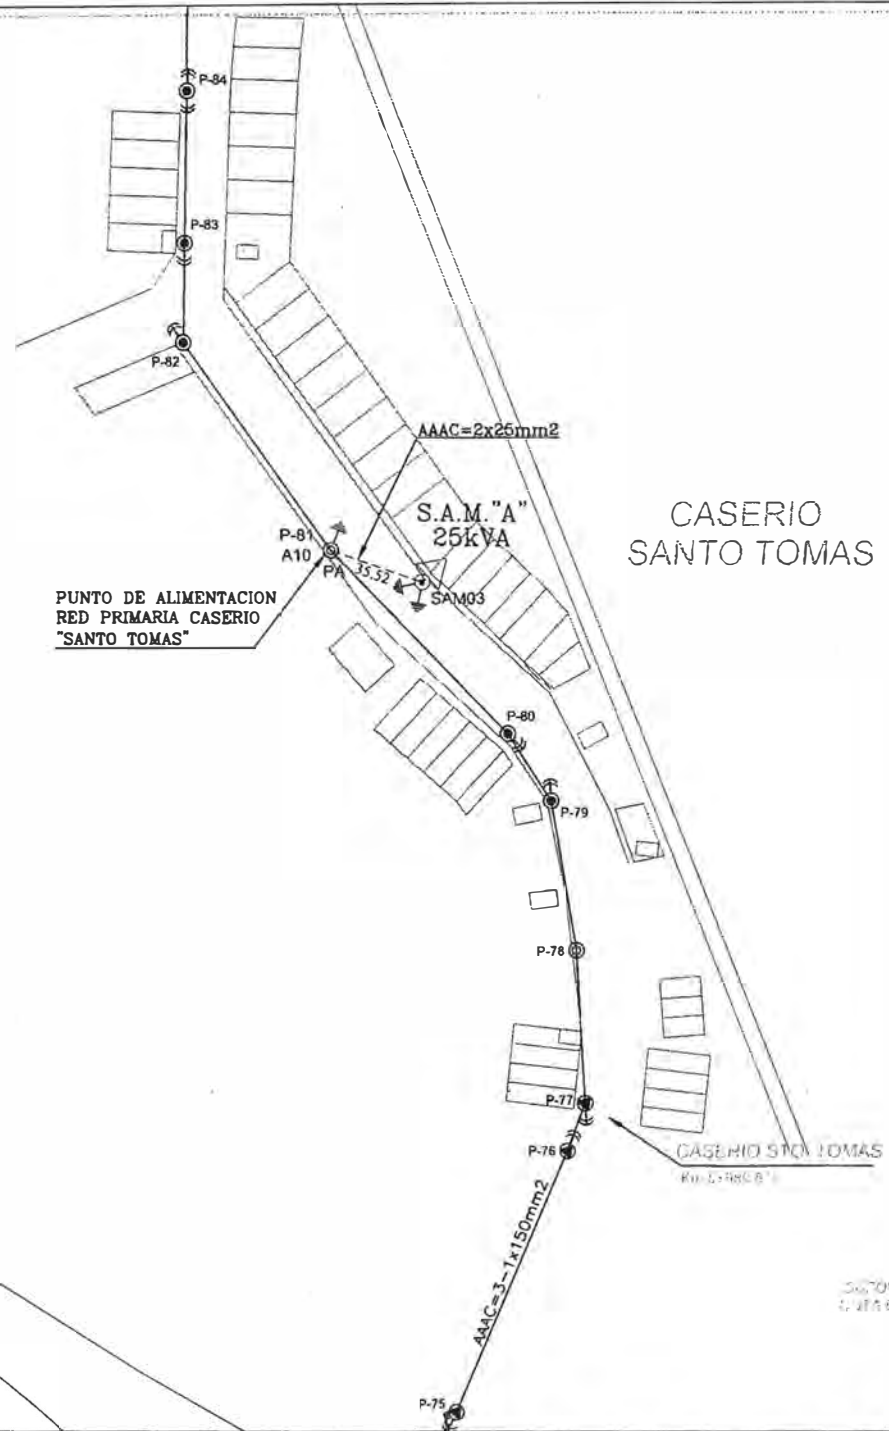 P-84
P-83
P-82
AAAC=2x25mm2
S.A.M."A"
25kVA
CASERIO
SANTO TOMAS
P-81
A10
PA
35.52
SAM03
PUNTO DE ALIMENTACION
RED PRIMARIA CASERIO
"SANTO TOMAS"
P-80
P-79
P-78
P-77
P-76
CASERIO STO. TOMAS
AAAC=3-1x150mm2
P-75